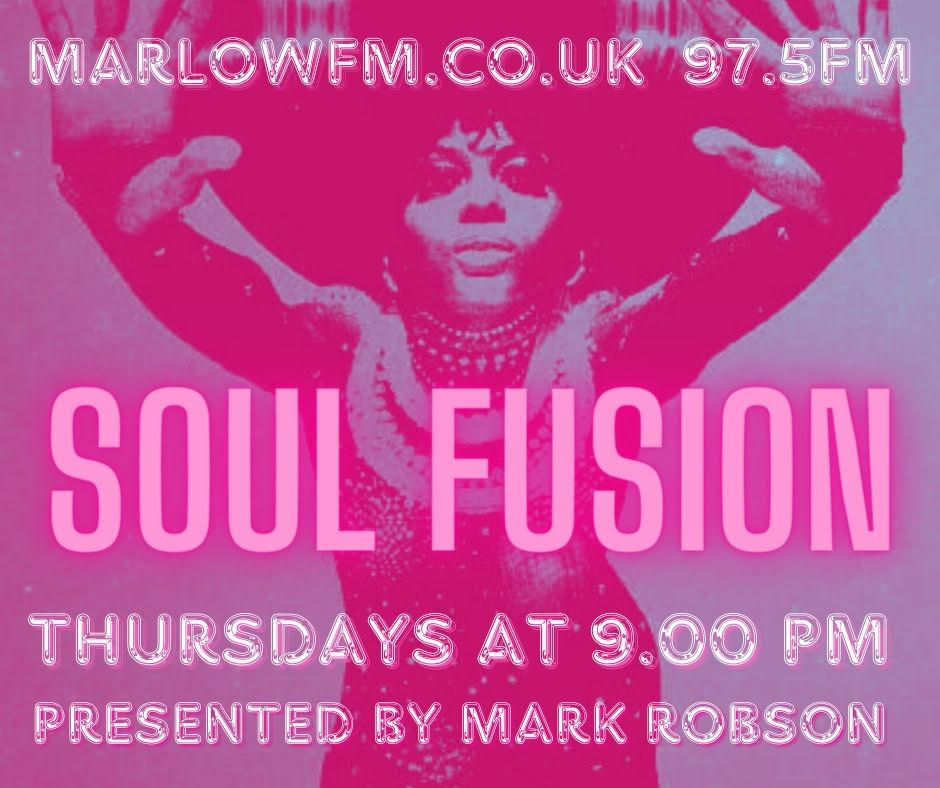 MARLOWFM.CO.UK 97.5FM
SOUL FUSION
THURSDAYS AT 9.00 PM
PRESENTED BY MARK ROBSON